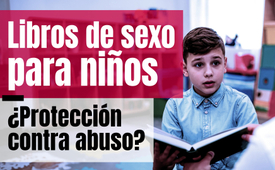 Libros de sexo
para niños
¿Protección
contra abuso?